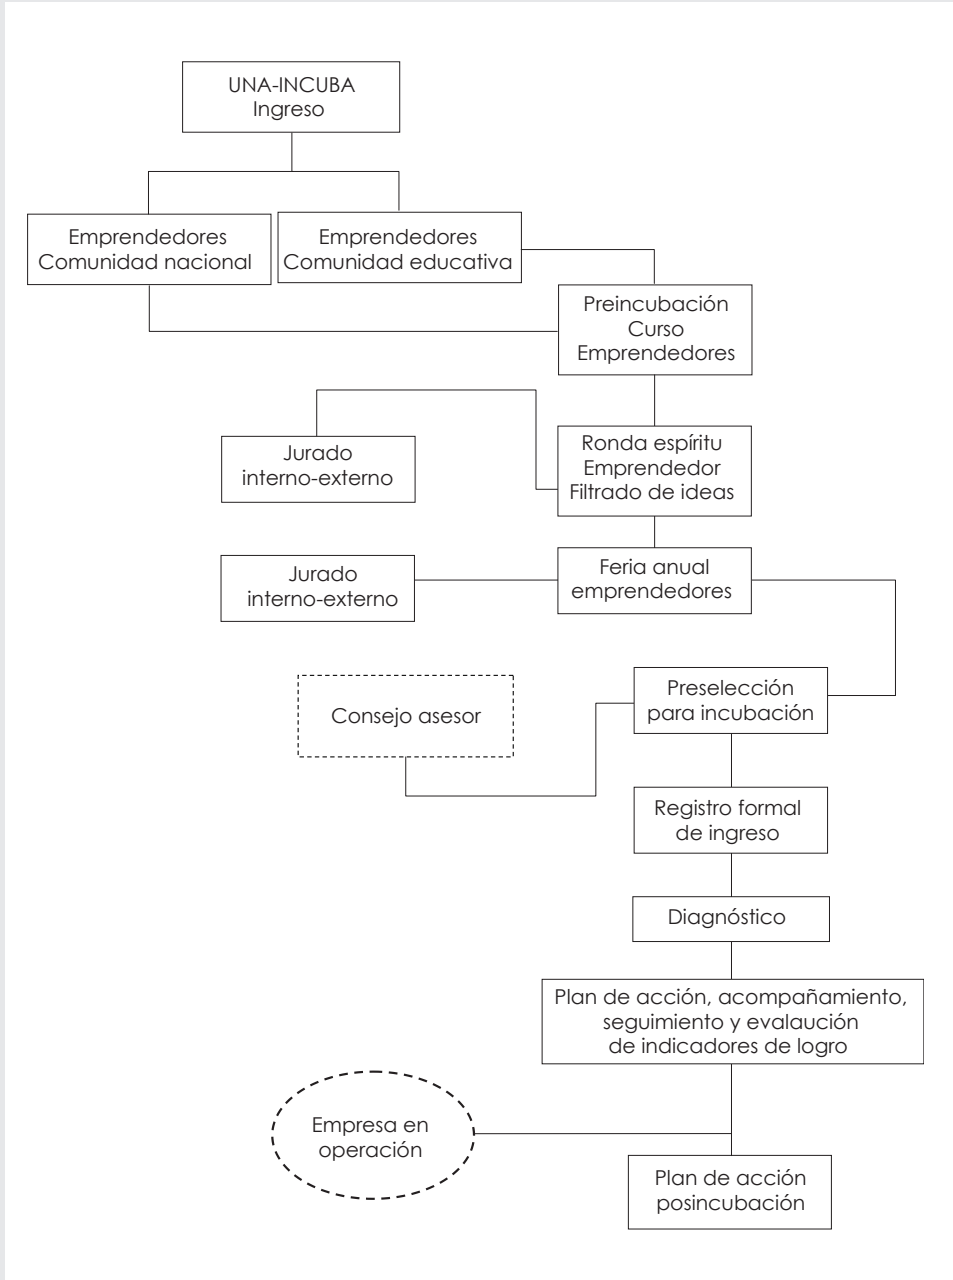 UNA-INCUBA
Ingreso
Emprendedores
Comunidad nacional
Emprendedores
Comunidad educativa
Preincubación
Curso
Emprendedores
Jurado
interno-externo
Ronda espíritu
Emprendedor
Filtrado de ideas
Jurado
interno-externo
Feria anual
emprendedores
Preselección
para incubación
Consejo asesor
Registro formal
de ingreso
Diagnóstico
Plan de acción, acompañamiento,
seguimiento y evalaución
de indicadores de logro
Empresa en
operación
Plan de acción
posincubación